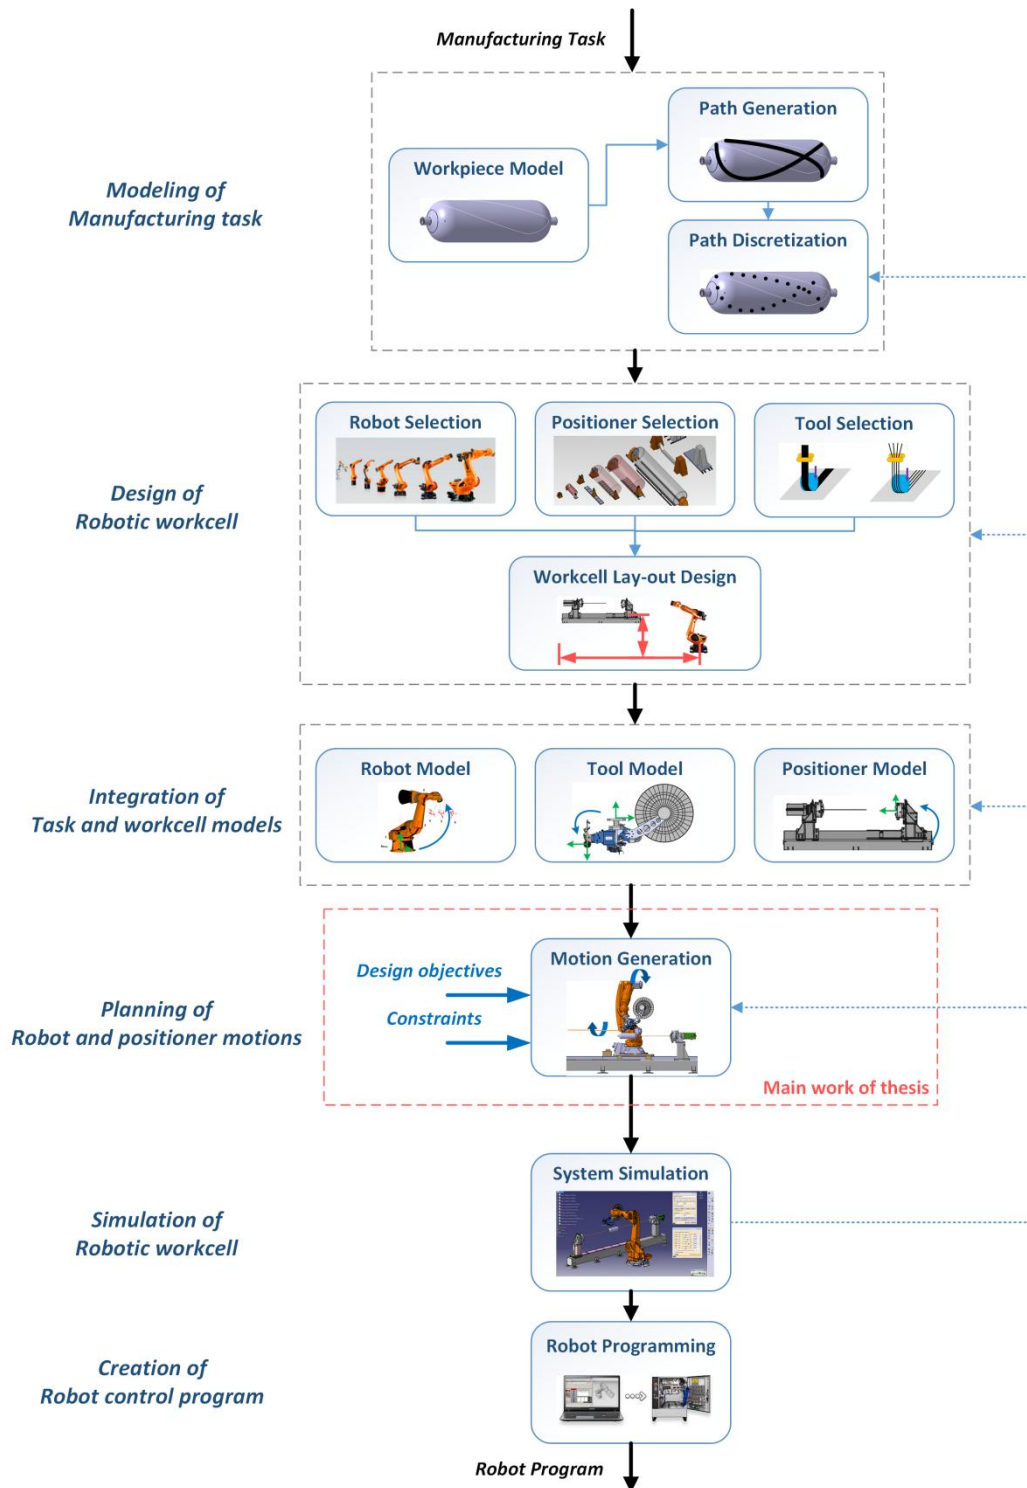 Manufacturing Task
Path Generation
Workpiece Model
Modeling of
Manufacturing task
Path Discretization
Robot Selection
Positioner Selection
Tool Selection
Design of
Robotic workcell
Workcell Lay-out Design
Robot Model
Tool Model
Positioner Model
Integration of
Task and workcell models
Motion Generation
Design objectives
Constraints
Planning of
Robot and positioner motions
Main work of thesis
System Simulation
Simulation of
Robotic workcell
Robot Programming
Creation of
Robot control program
Robot Program